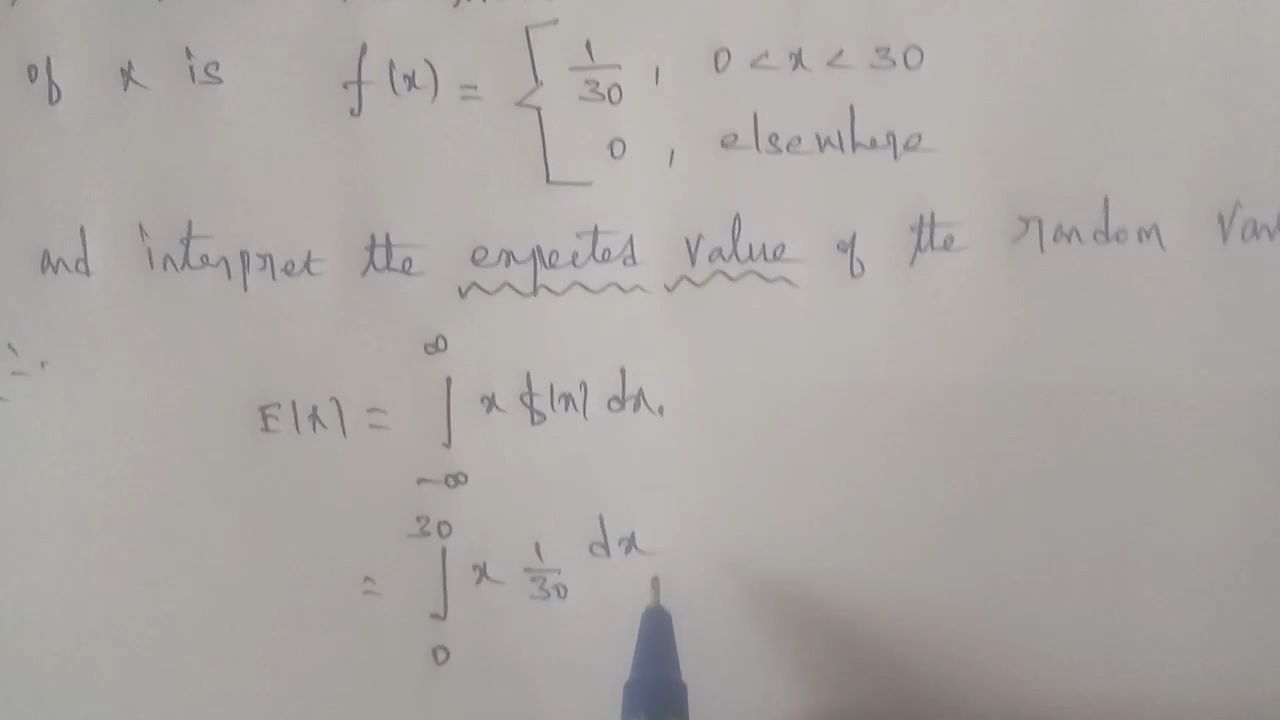 of x is f(x) = { 1/30 , 0 < x < 30
0 , elsewhere
and interpret the expected value of the random
E(X) = ∫_{-∞}^{∞} x f(x) dx.
= ∫_{0}^{30} x 1/30 dx